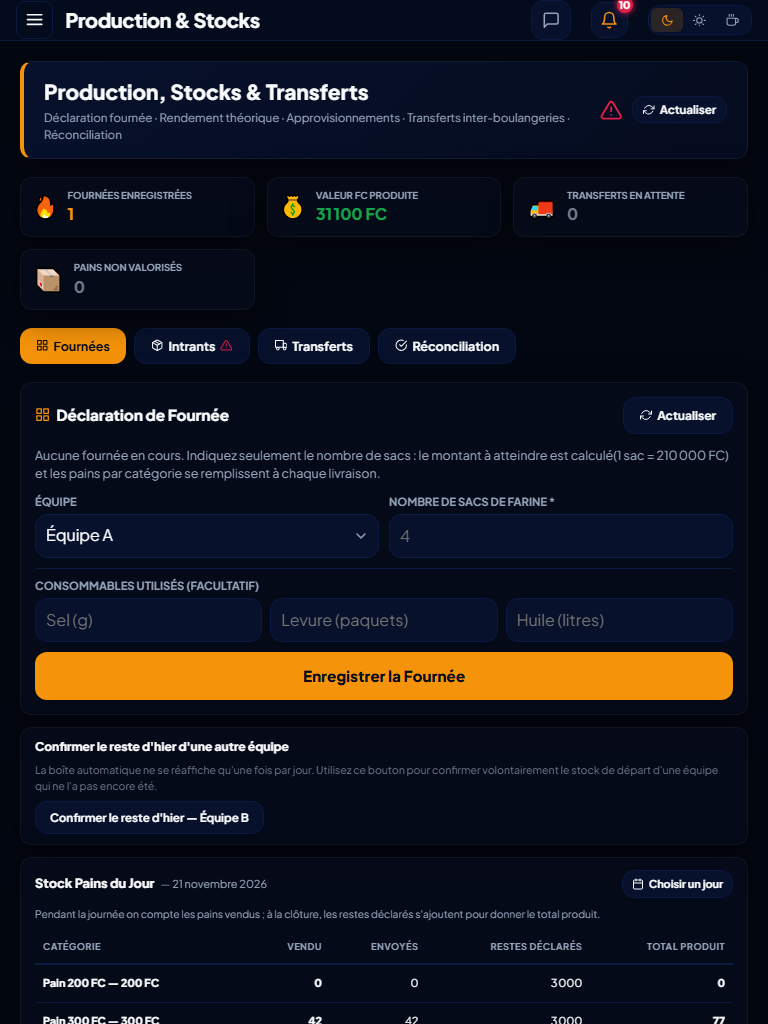 Production & Stocks
10
Production, Stocks & Transferts
Déclaration fournée · Rendement théorique · Approvisionnements · Transferts inter-boulangeries ·
Réconciliation
Actualiser
FOURNÉES ENREGISTRÉES
1
VALEUR FC PRODUITE
31 100 FC
TRANSFERTS EN ATTENTE
0
PAINS NON VALORISÉS
0
Fournées
Intrants
Transferts
Réconciliation
Déclaration de Fournée
Actualiser
Aucune fournée en cours. Indiquez seulement le nombre de sacs : le montant à atteindre est calculé(1 sac = 210 000 FC)
et les pains par catégorie se remplissent à chaque livraison.
ÉQUIPE
NOMBRE DE SACS DE FARINE *
Équipe A
4
CONSOMMABLES UTILISÉS (FACULTATIF)
Sel (g)
Levure (paquets)
Huile (litres)
Enregistrer la Fournée
Confirmer le reste d'hier d'une autre équipe
La boîte automatique ne se réaffiche qu'une fois par jour. Utilisez ce bouton pour confirmer volontairement le stock de départ d'une équipe
qui ne l'a pas encore été.
Confirmer le reste d'hier — Équipe B
Stock Pains du Jour — 21 novembre 2026
Choisir un jour
Pendant la journée on compte les pains vendus ; à la clôture, les restes déclarés s'ajoutent pour donner le total produit.
CATÉGORIE VENDU ENVOYÉS RESTES DÉCLARÉS TOTAL PRODUIT
Pain 200 FC — 200 FC 0 0 3000 0
Pain 300 FC — 300 FC 42 42 3000 77